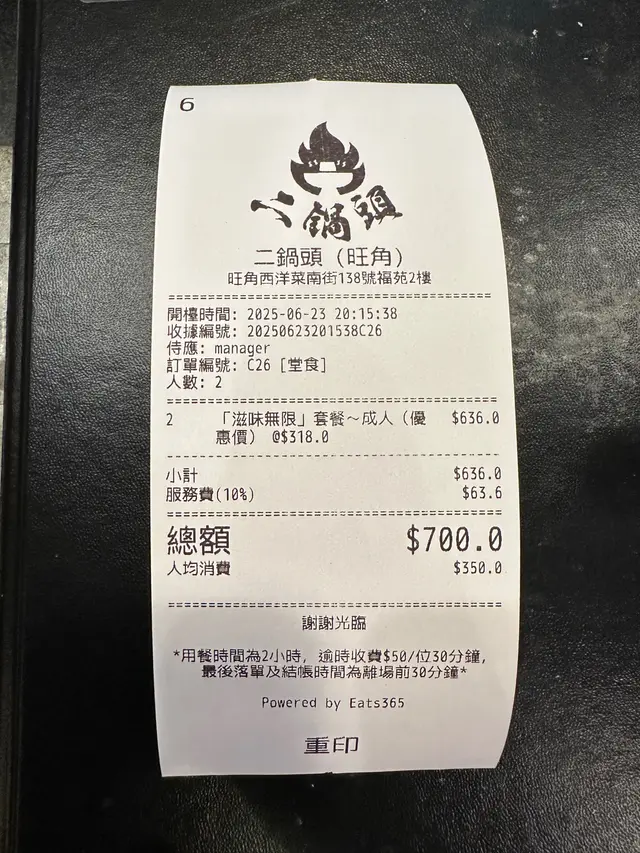 6
二鍋頭
二鍋頭 (旺角)
旺角西洋菜南街138號福苑2樓
開檯時間: 2025-06-23 20:15:38
收據編號: 20250623201538C26
侍應: manager
訂單編號: C26 [堂食]
人數: 2
2 「滋味無限」套餐～成人（優 $636.0
惠價） @$318.0
小計 $636.0
服務費(10%) $63.6
總額 $700.0
人均消費 $350.0
謝謝光臨
*用餐時間為2小時, 逾時收費$50/位30分鐘,
最後落單及結帳時間為離場前30分鐘*
Powered by Eats365
重印